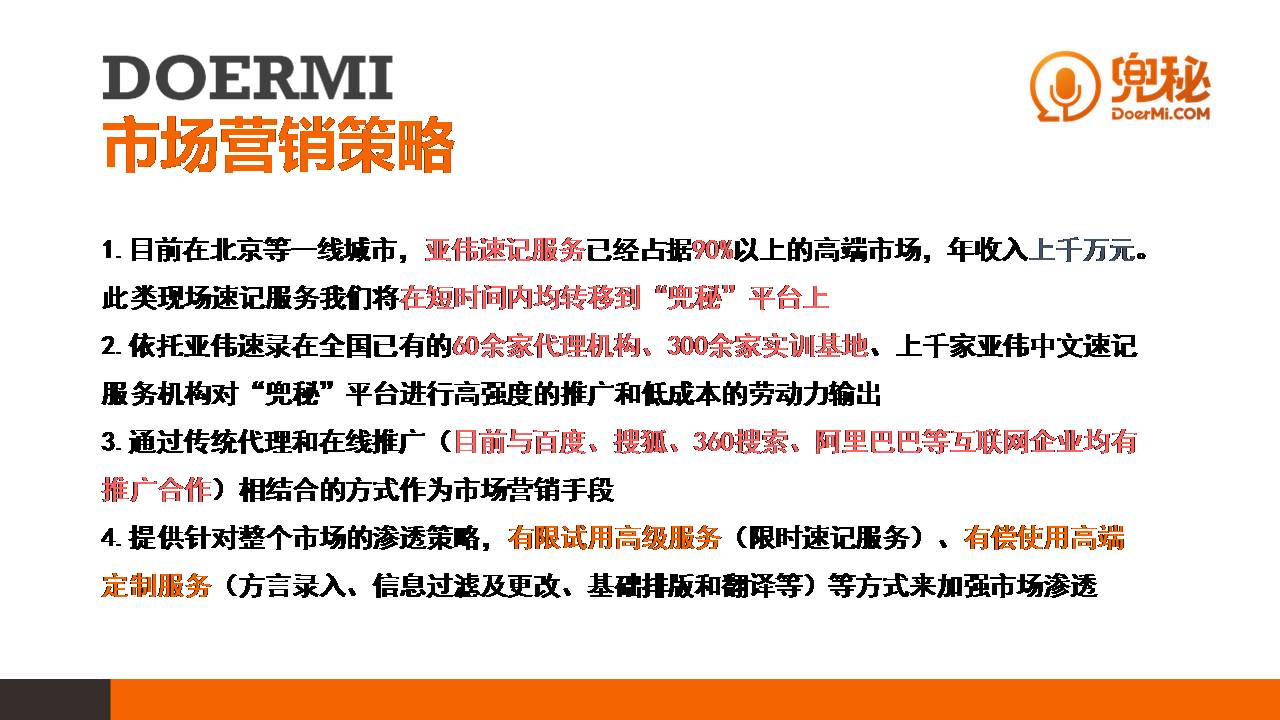 DOERMI
兜秘
DoerMi.COM
市场营销策略
1. 目前在北京等一线城市，亚伟速记服务已经占据90%以上的高端市场，年收入上千万元。
此类现场速记服务我们将在短时间内均转移到“兜秘”平台上
2. 依托亚伟速录在全国已有的60余家代理机构、300余家实训基地、上千家亚伟中文速记
服务机构对“兜秘”平台进行高强度的推广和低成本的劳动力输出
3. 通过传统代理和在线推广（目前与百度、搜狐、360搜索、阿里巴巴等互联网企业均有
推广合作）相结合的方式作为市场营销手段
4. 提供针对整个市场的渗透策略，有限试用高级服务（限时速记服务）、有偿使用高端
定制服务（方言录入、信息过滤及更改、基础排版和翻译等）等方式来加强市场渗透